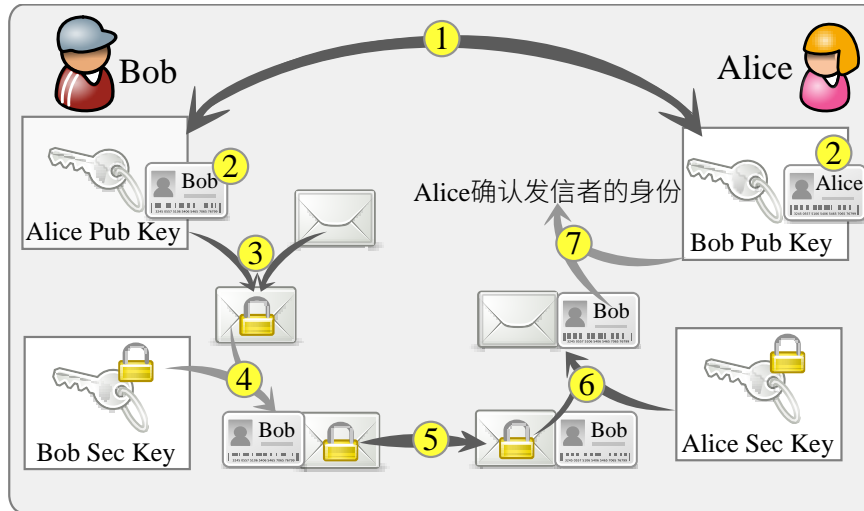 1
Bob
Alice
2
Bob
Alice Pub Key
2
Alice
Bob Pub Key
Alice确认发信者的身份
3
7
Bob
4
6
Bob Sec Key
Alice Sec Key
Bob
5
Bob